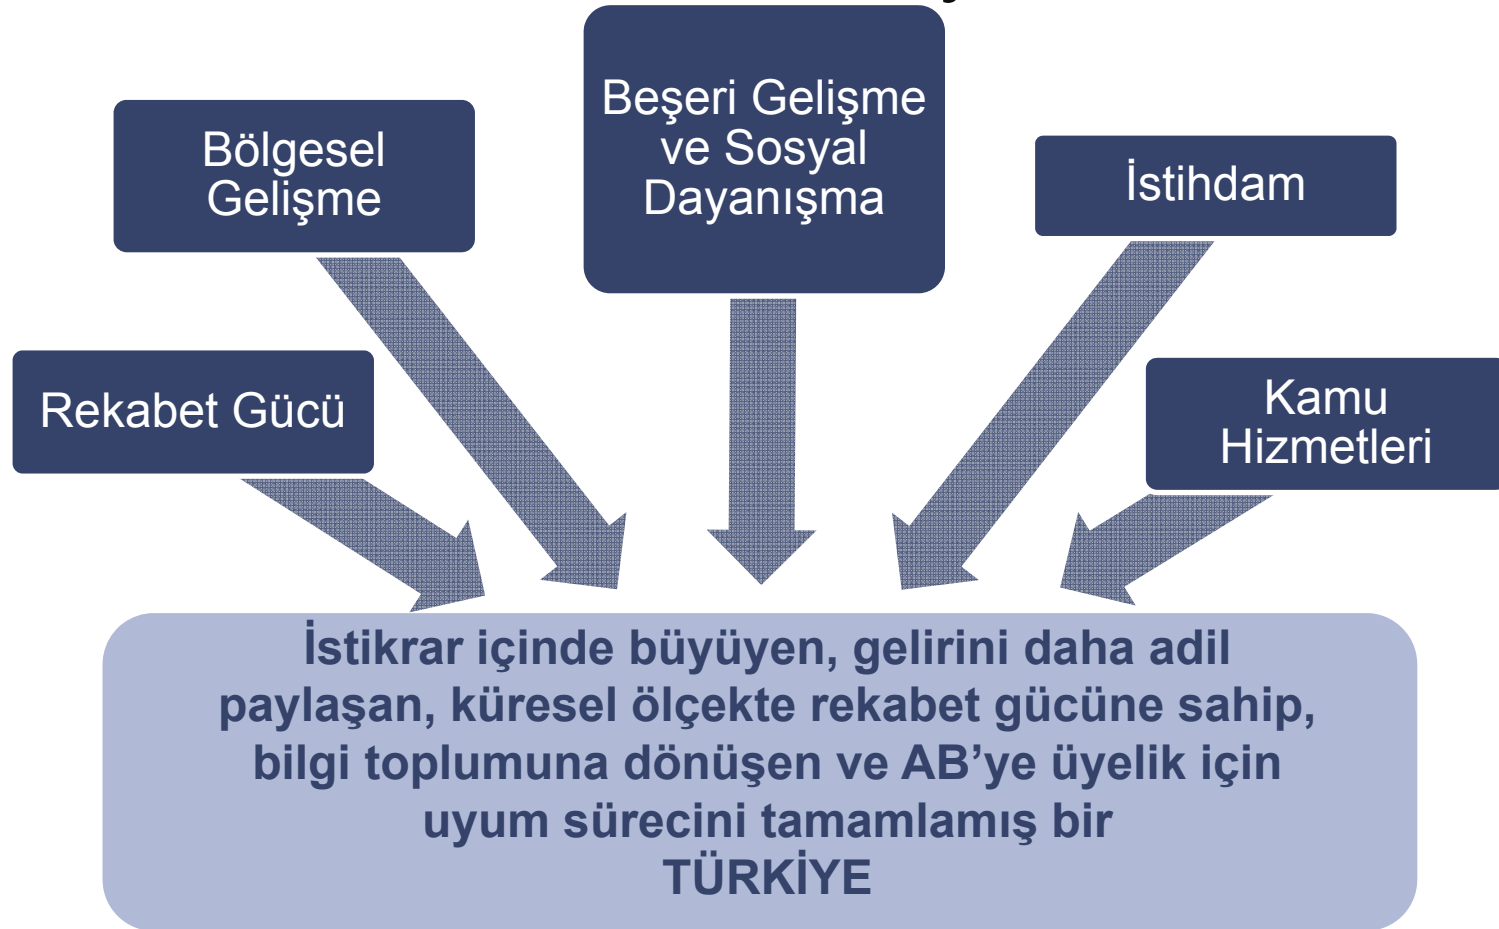 Beşeri Gelişme
ve Sosyal
Dayanışma
Bölgesel
Gelişme
İstihdam
Rekabet Gücü
Kamu
Hizmetleri
İstikrar içinde büyüyen, gelirini daha adil
paylaşan, küresel ölçekte rekabet gücüne sahip,
bilgi toplumuna dönüşen ve AB’ye üyelik için
uyum sürecini tamamlamış bir
TÜRKİYE